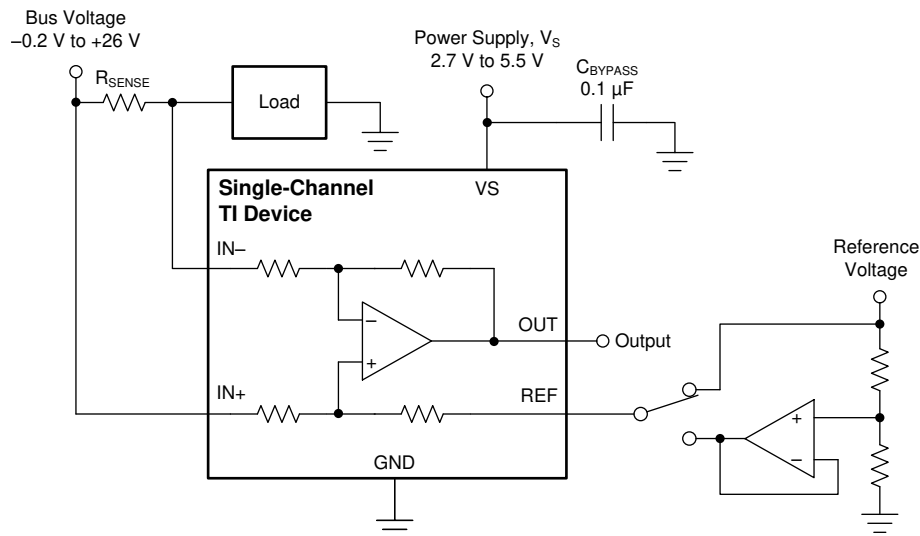 Bus Voltage
–0.2 V to +26 V
RSENSE
Load
Power Supply, VS
2.7 V to 5.5 V
CBYPASS
0.1 µF
Single-Channel
TI Device
VS
IN–
–
+
OUT
Output
IN+
REF
GND
Reference
Voltage
+
–